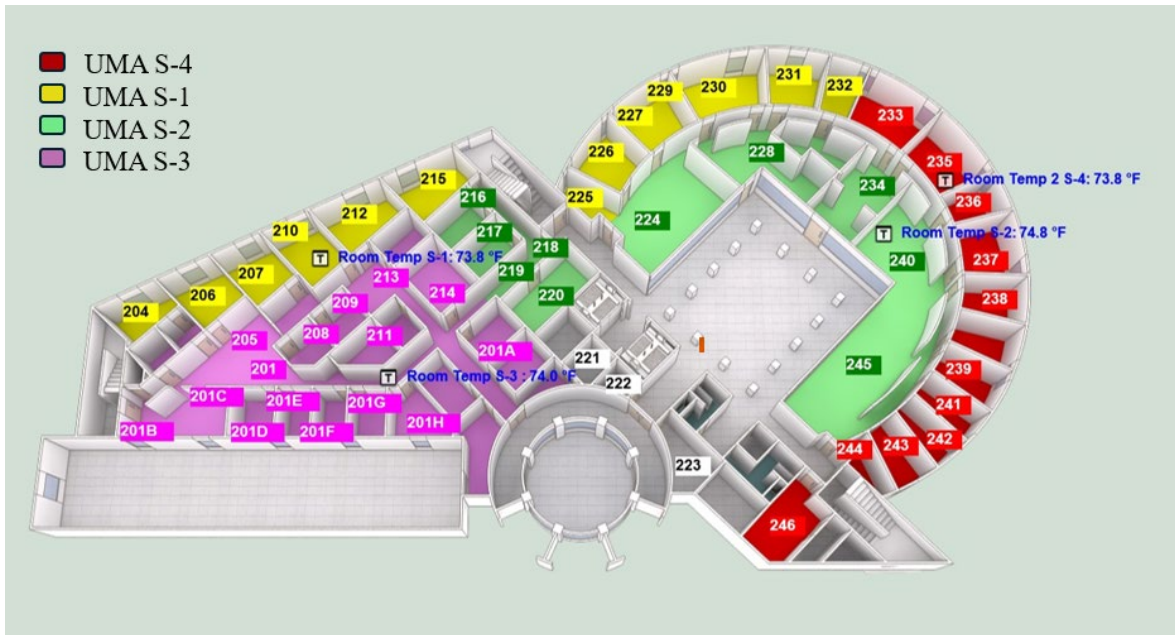 UMA S-4
UMA S-1
UMA S-2
UMA S-3
231
230
232
229
233
227
228
226
235
Room Temp 2 S-4: 73.8 °F
215
234
216
225
236
212
224
210
217
Room Temp S-2: 74.8 °F
218
Room Temp S-1: 73.8 °F
240
237
207
213
219
206
209
214
220
238
204
208
211
205
201A
221
245
239
201
Room Temp S-3 : 74.0 °F
222
201C
201E
201G
241
201B
201D
201F
201H
244
243
242
223
246
T
T
T
T